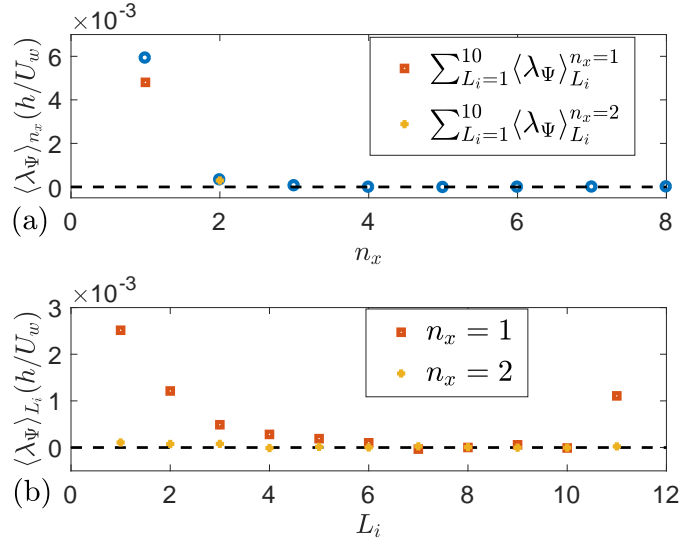 ×10⁻³
⟨λ_Ψ⟩_{n_x}(h/U_w)
6
4
2
0
∑_{L_i=1}^{10}⟨λ_Ψ⟩_{L_i}^{n_x=1}
∑_{L_i=1}^{10}⟨λ_Ψ⟩_{L_i}^{n_x=2}
0 2 4 6 8
(a)
n_x
×10⁻³
⟨λ_Ψ⟩_{L_i}(h/U_w)
3
2
1
0
n_x = 1
n_x = 2
0 2 4 6 8 10 12
(b)
L_i